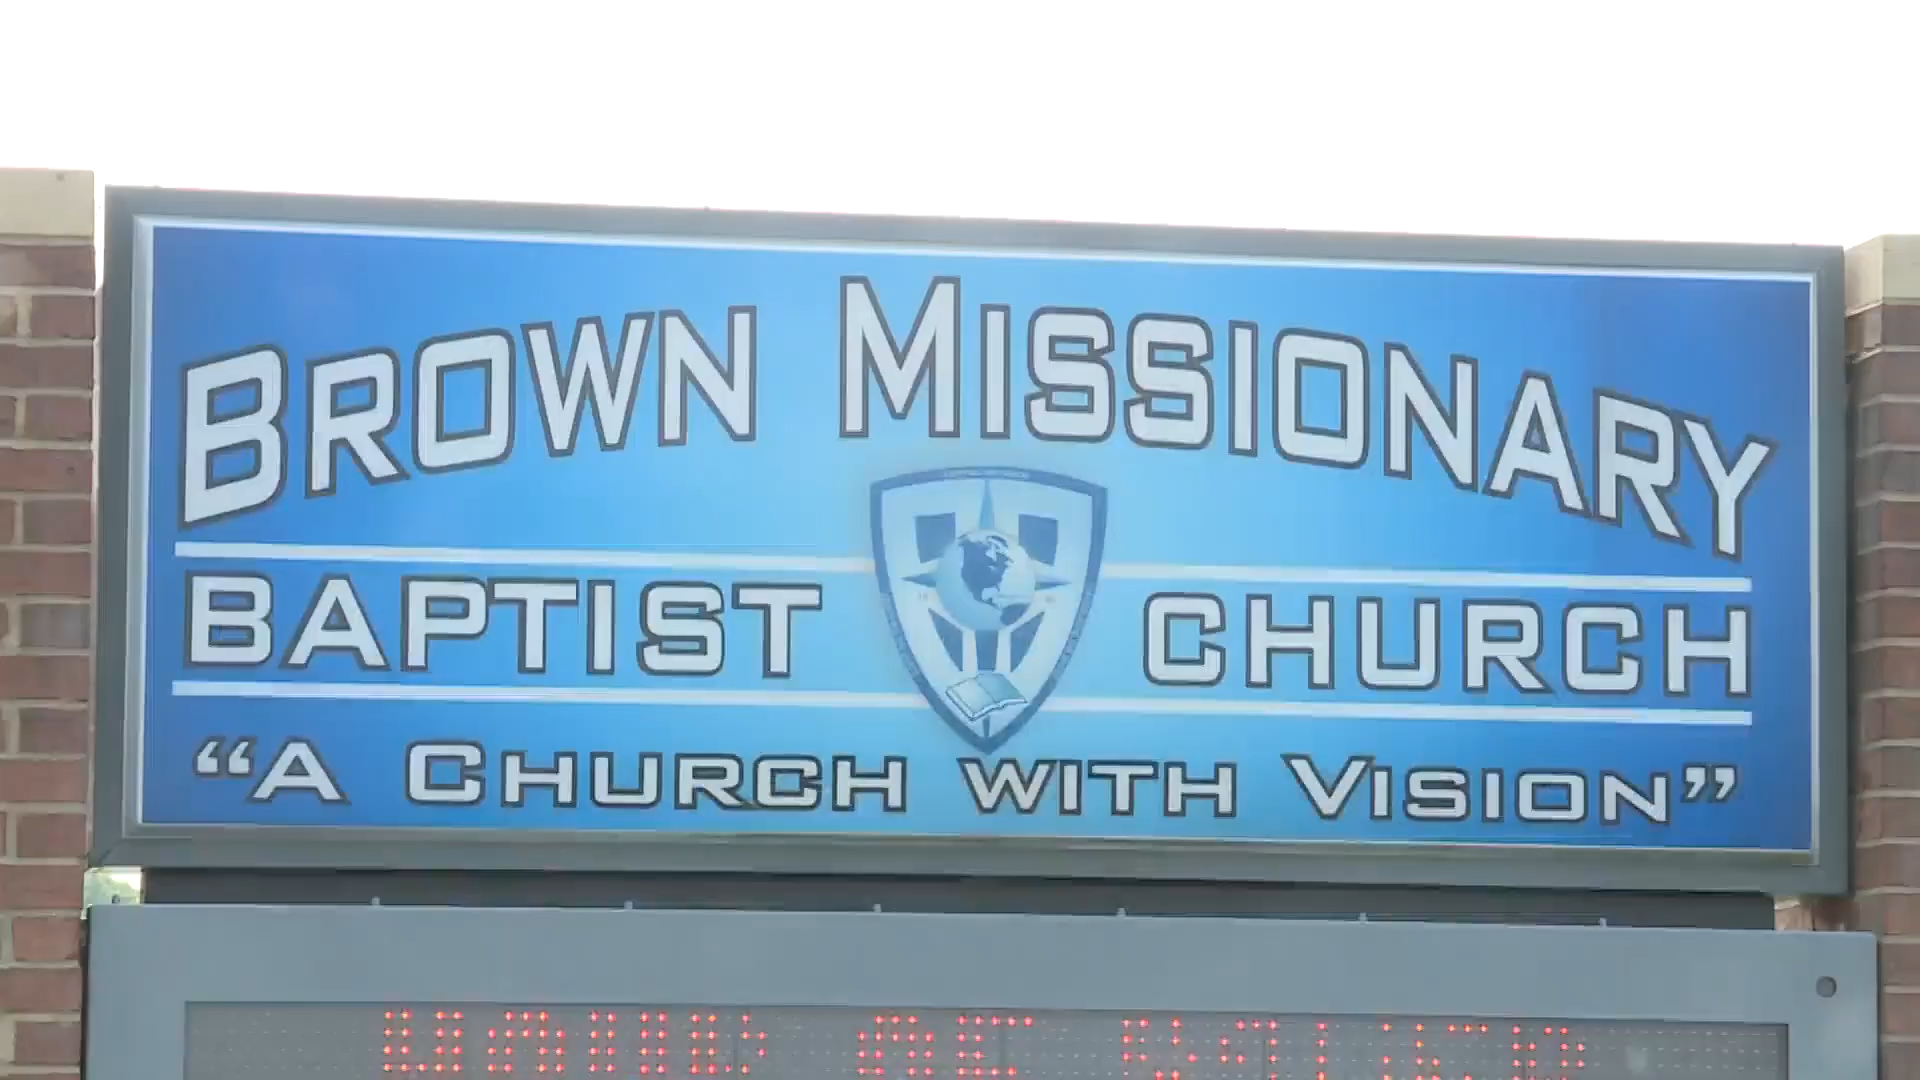 BROWN MISSIONARY
BAPTIST CHURCH
“A CHURCH WITH VISION”